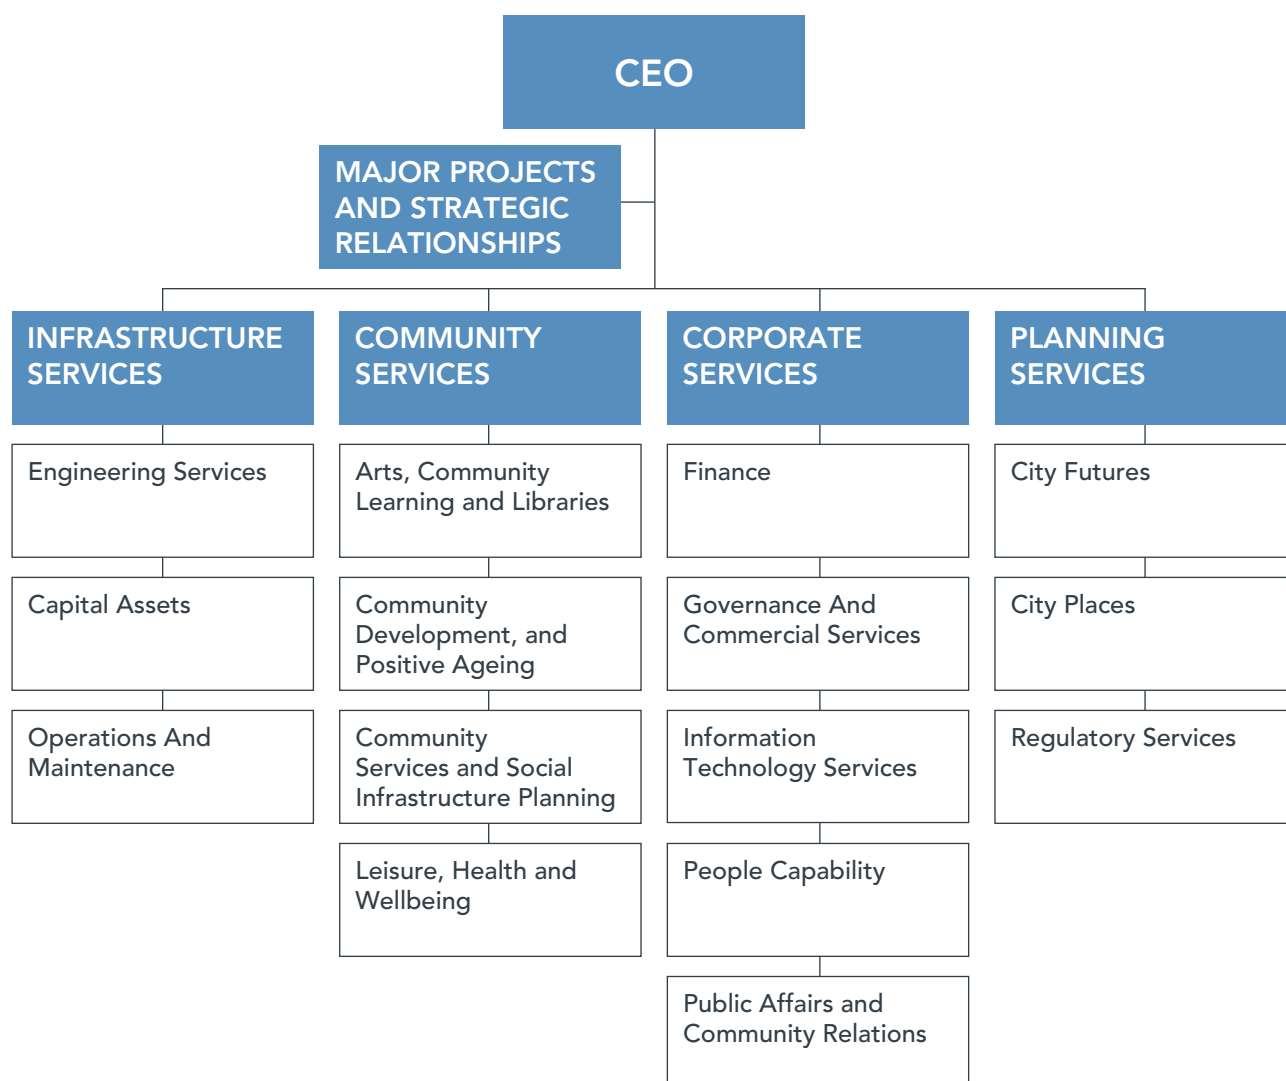 CEO
MAJOR PROJECTS
AND STRATEGIC
RELATIONSHIPS
INFRASTRUCTURE
SERVICES
Engineering Services
Capital Assets
Operations And
Maintenance
COMMUNITY
SERVICES
Arts, Community
Learning and Libraries
Community
Development, and
Positive Ageing
Community
Services and Social
Infrastructure Planning
Leisure, Health and
Wellbeing
CORPORATE
SERVICES
Finance
Governance And
Commercial Services
Information
Technology Services
People Capability
Public Affairs and
Community Relations
PLANNING
SERVICES
City Futures
City Places
Regulatory Services